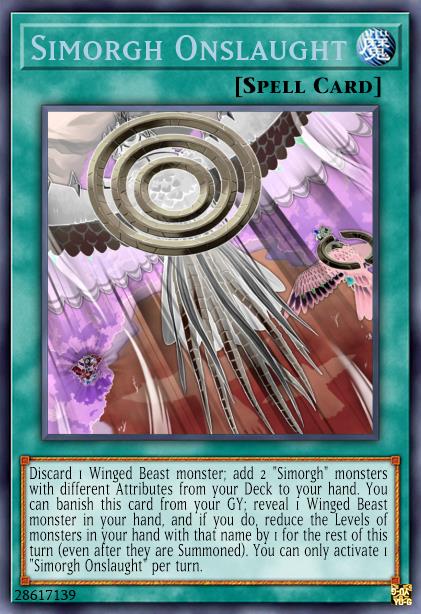 Simorgh Onslaught
魔
[Spell Card]
Discard 1 Winged Beast monster; add 2 "Simorgh" monsters
with different Attributes from your Deck to your hand. You
can banish this card from your GY; reveal 1 Winged Beast
monster in your hand, and if you do, reduce the Levels of
monsters in your hand with that name by 1 for the rest of this
turn (even after they are Summoned). You can only activate 1
"Simorgh Onslaught" per turn.
28617139